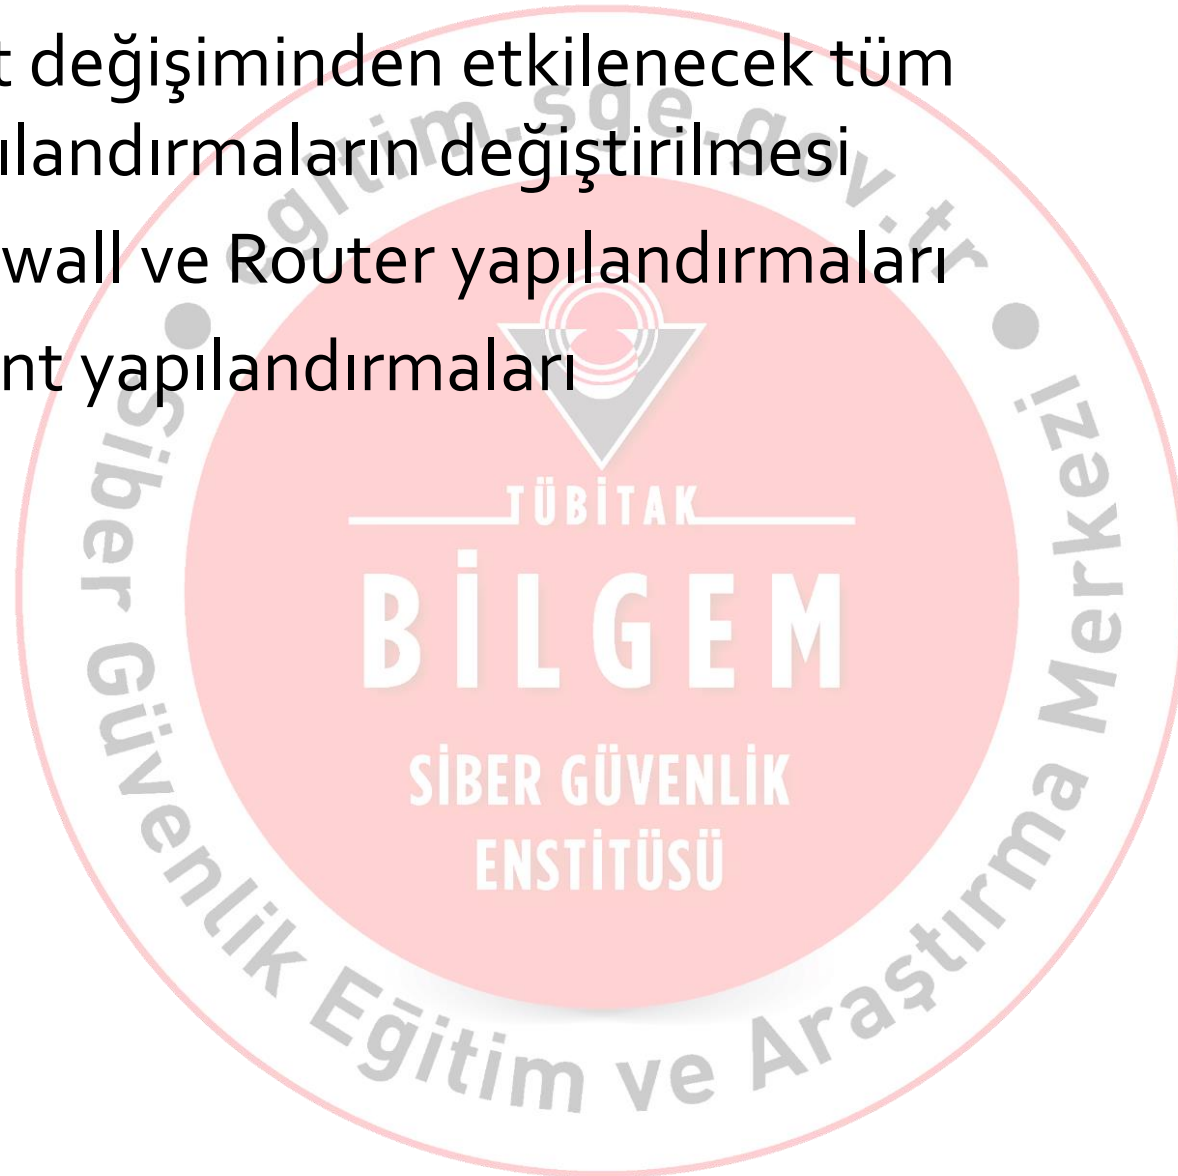 t değişiminden etkilenecek tüm
ılandırmaların değiştirilmesi
wall ve Router yapılandırmaları
nt yapılandırmaları
egitim.sge.gov.tr
TÜBİTAK
BİLGEM
SİBER GÜVENLİK
ENSTİTÜSÜ
Siber Güvenlik Eğitim ve Araştırma Merkezi